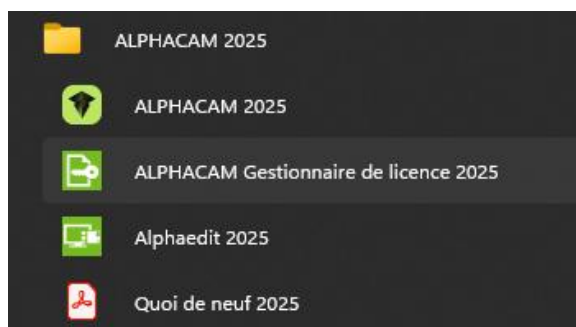 ALPHACAM 2025
ALPHACAM 2025
ALPHACAM Gestionnaire de licence 2025
Alphaedit 2025
Quoi de neuf 2025